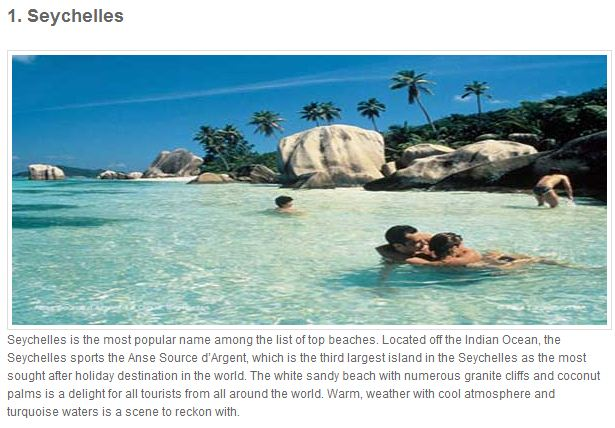 1. Seychelles
Seychelles is the most popular name among the list of top beaches. Located off the Indian Ocean, the
Seychelles sports the Anse Source d'Argent, which is the third largest island in the Seychelles as the most
sought after holiday destination in the world. The white sandy beach with numerous granite cliffs and coconut
palms is a delight for all tourists from all around the world. Warm, weather with cool atmosphere and
turquoise waters is a scene to reckon with.